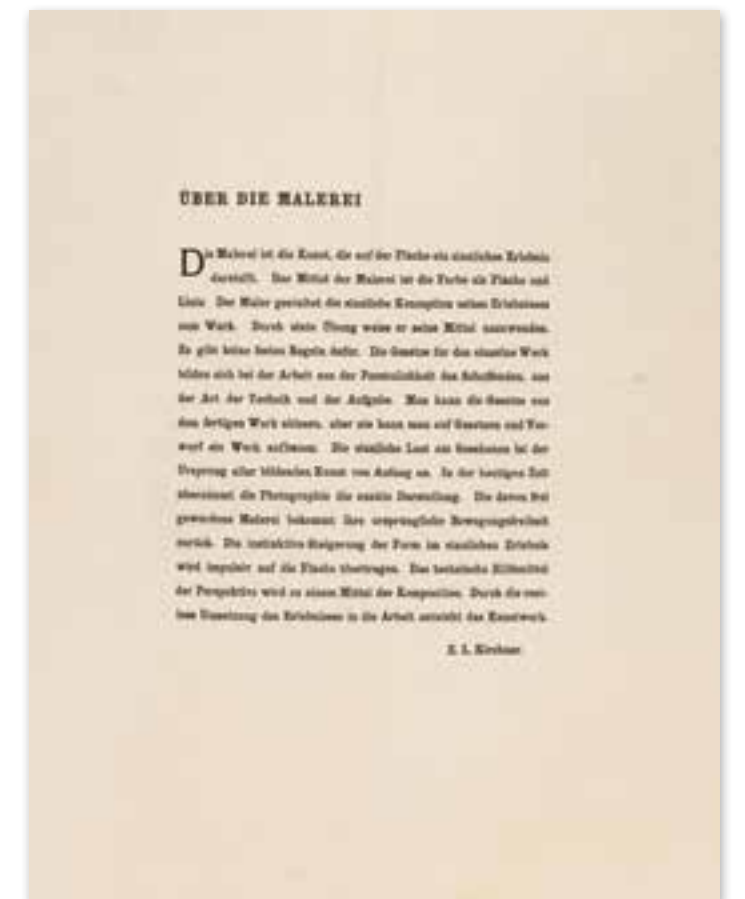 ÜBER DIE MALEREI
Die Malerei ist die Kunst, die auf der Fläche ein sinnliches Erlebnis
darstellt. Das Mittel der Malerei ist die Farbe als Fläche und
Linie. Der Maler gestaltet die sinnliche Konzeption seines Erlebnisses
zum Werk. Durch stete Übung weiss er seine Mittel anzuwenden.
Es gibt keine festen Regeln dafür. Die Gesetze für das einzelne Werk
bilden sich bei der Arbeit aus der Persönlichkeit des Schaffenden, aus
der Art der Technik und der Aufgabe. Man kann die Gesetze aus
dem fertigen Werk ablesen, aber nie kann man auf Gesetzen und Vor-
wurf ein Werk aufbauen. Die sinnliche Lust am Gesehenen ist der
Ursprung aller bildenden Kunst von Anfang an. In der heutigen Zeit
übernimmt die Photographie die exakte Darstellung. Die davon frei
gewordene Malerei bekommt ihre ursprüngliche Bewegungsfreiheit
zurück. Die instinktive Steigerung der Form im sinnlichen Erlebnis
wird impulsiv auf die Fläche übertragen. Das technische Hilfsmittel
der Perspektive wird zu einem Mittel der Komposition. Durch die rest-
lose Umsetzung des Erlebnisses in die Arbeit entsteht das Kunstwerk.
E. L. Kirchner